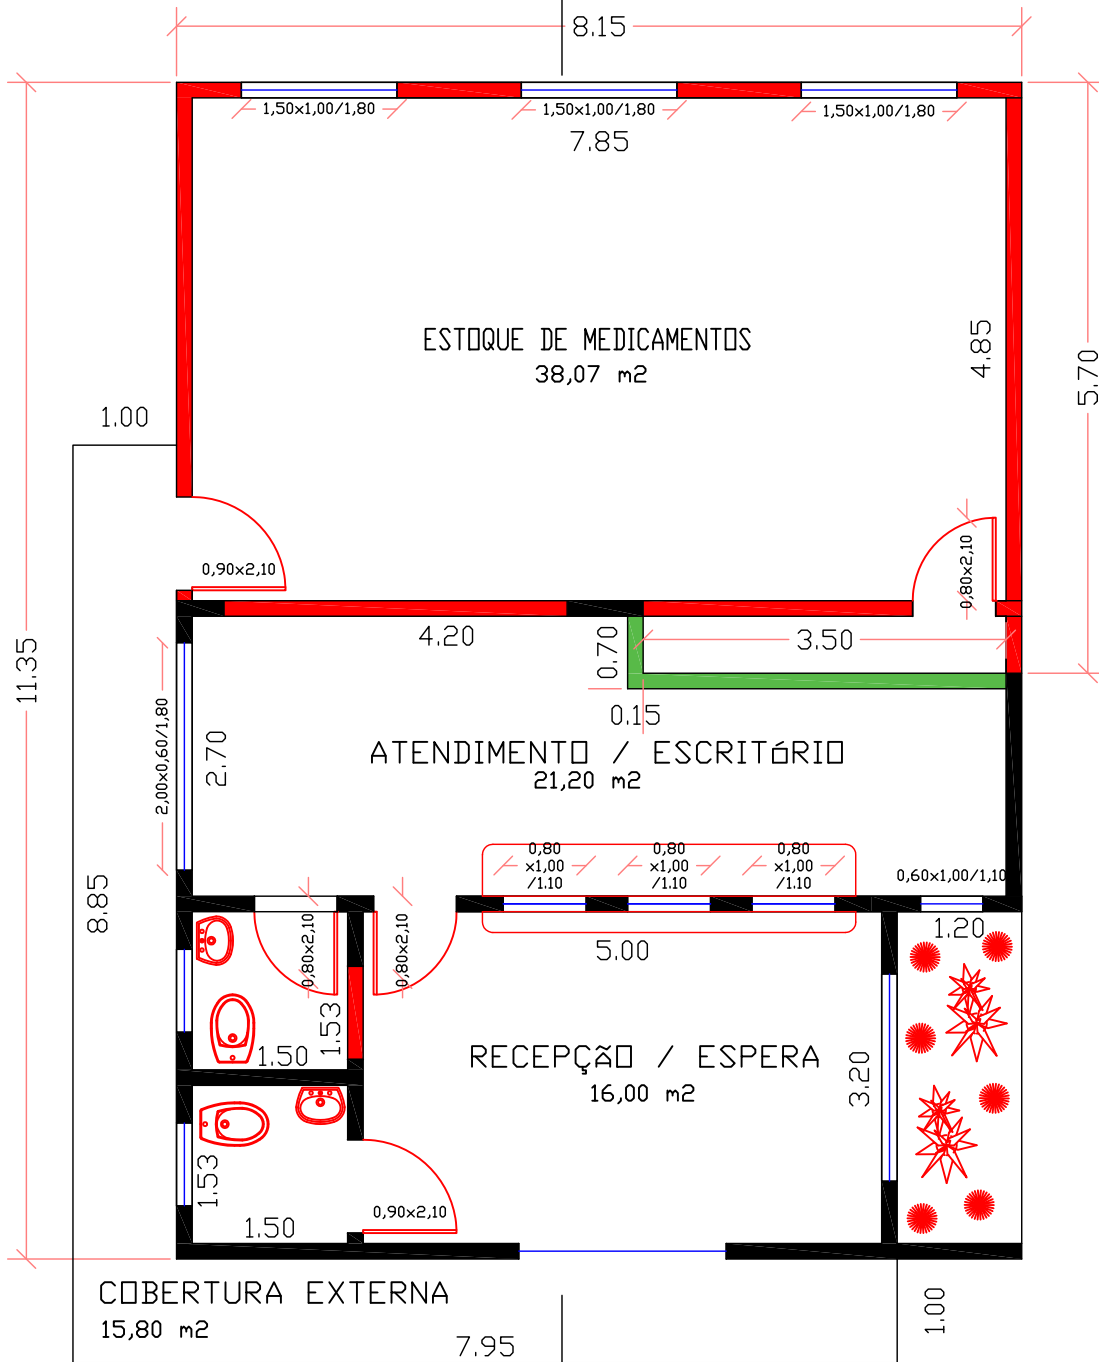 8.15
1,50x1,00/1,80
1,50x1,00/1,80
1,50x1,00/1,80
7.85
ESTOQUE DE MEDICAMENTOS
38,07 m2
4.85
5.70
1.00
0,90x2,10
0,80x2,10
4.20
0.70
3.50
11.35
0.15
2,00x0,60/1,80
2.70
ATENDIMENTO / ESCRITóRIO
21,20 m2
0,80
x1,00
/1.10
0,80
x1,00
/1.10
0,80
x1,00
/1.10
0,60x1,00/1,10
8.85
0,80x2,10
0,80x2,10
5.00
1.20
1.53
1.50
RECEPÇãO / ESPERA
16,00 m2
3.20
1.53
1.50
0,90x2,10
COBERTURA EXTERNA
15,80 m2
7.95
1.00